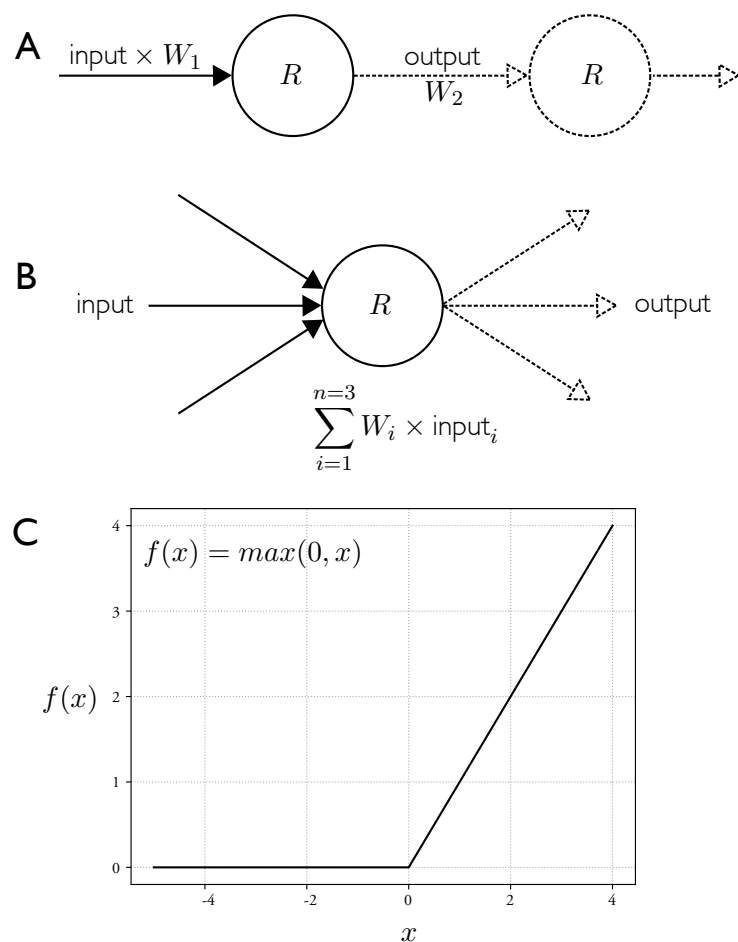 A
input × W₁
R
output
W₂
R
B
input
R
output
n=3
∑ Wᵢ × inputᵢ
i=1
C
f(x) = max(0, x)
4
3
2
1
0
f(x)
-4 -2 0 2 4
x